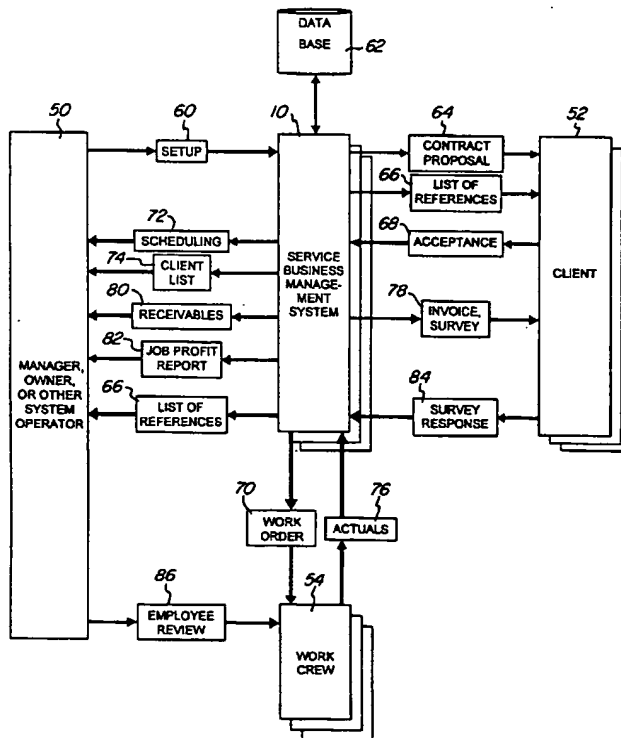 DATA
BASE
62
50
60
10
64
52
SETUP
CONTRACT
PROPOSAL
66
LIST OF
REFERENCES
72
SCHEDULING
68
ACCEPTANCE
74
CLIENT
LIST
SERVICE
BUSINESS
MANAGE-
MENT
SYSTEM
CLIENT
80
RECEIVABLES
78
INVOICE,
SURVEY
82
JOB PROFIT
REPORT
MANAGER,
OWNER,
OR OTHER
SYSTEM
OPERATOR
66
LIST OF
REFERENCES
84
SURVEY
RESPONSE
70
WORK
ORDER
76
ACTUALS
86
EMPLOYEE
REVIEW
54
WORK
CREW